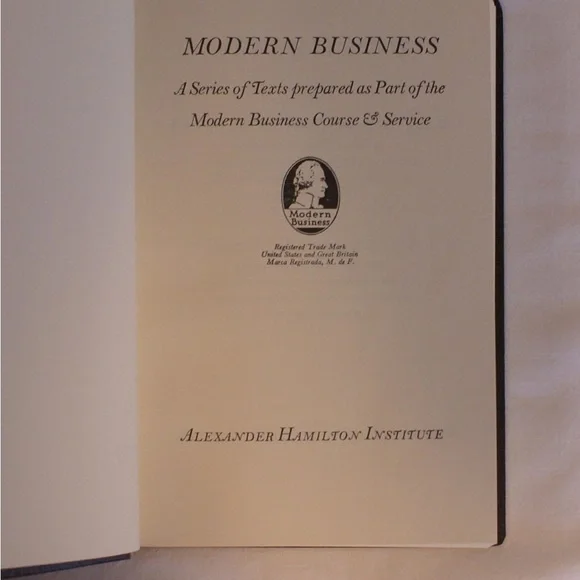 MODERN BUSINESS
A Series of Texts prepared as Part of the
Modern Business Course & Service
Modern
Business
Registered Trade Mark
United States and Great Britain
Marca Registrada, M. de F.
ALEXANDER HAMILTON INSTITUTE